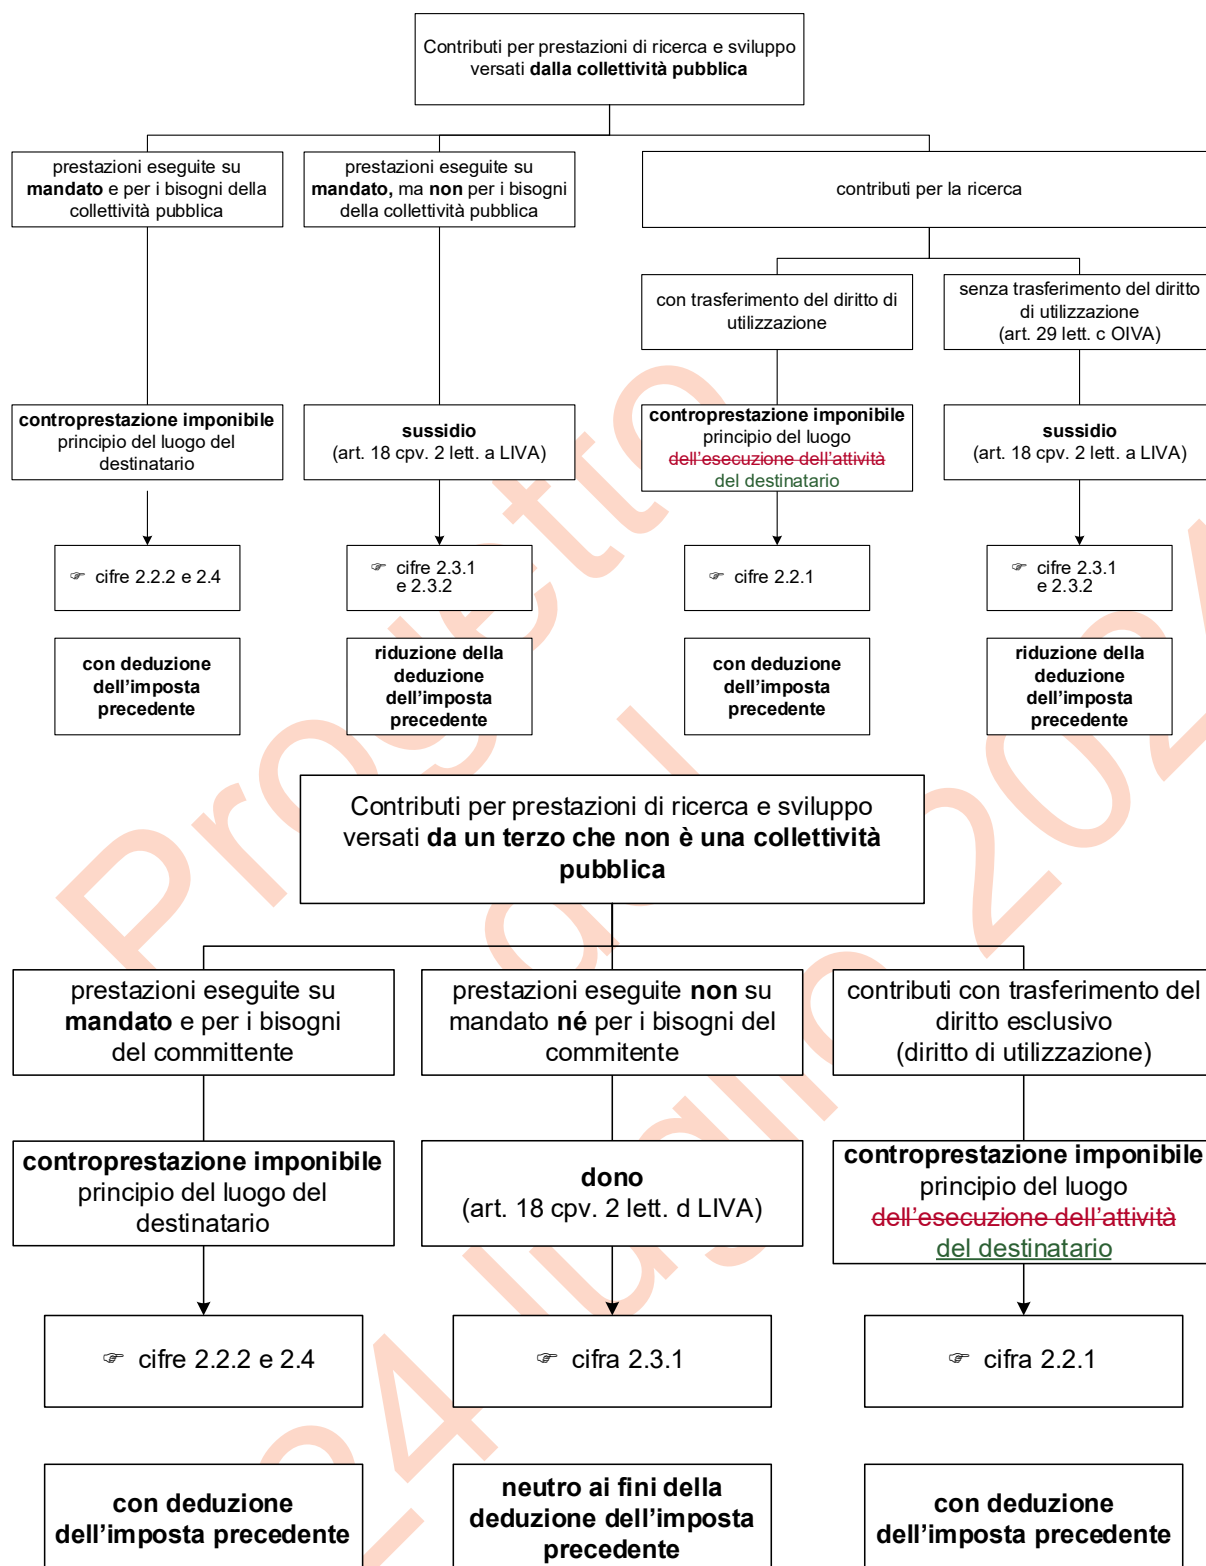 Contributi per prestazioni di ricerca e sviluppo
versati dalla collettività pubblica
prestazioni eseguite su
mandato e per i bisogni della
collettività pubblica
prestazioni eseguite su
mandato, ma non per i bisogni
della collettività pubblica
contributi per la ricerca
con trasferimento del diritto di
utilizzazione
senza trasferimento del diritto
di utilizzazione
(art. 29 lett. c OIVA)
controprestazione imponibile
principio del luogo del
destinatario
sussidio
(art. 18 cpv. 2 lett. a LIVA)
controprestazione imponibile
principio del luogo
dell'esecuzione dell'attività
del destinatario
sussidio
(art. 18 cpv. 2 lett. a LIVA)
☞ cifre 2.2.2 e 2.4
☞ cifre 2.3.1
e 2.3.2
☞ cifre 2.2.1
☞ cifre 2.3.1
e 2.3.2
con deduzione
dell'imposta
precedente
riduzione della
deduzione
dell'imposta
precedente
con deduzione
dell'imposta
precedente
riduzione della
deduzione
dell'imposta
precedente
Contributi per prestazioni di ricerca e sviluppo
versati da un terzo che non è una collettività
pubblica
prestazioni eseguite su
mandato e per i bisogni
del committente
prestazioni eseguite non su
mandato né per i bisogni del
commitente
contributi con trasferimento del
diritto esclusivo
(diritto di utilizzazione)
controprestazione imponibile
principio del luogo del
destinatario
dono
(art. 18 cpv. 2 lett. d LIVA)
controprestazione imponibile
principio del luogo
dell'esecuzione dell'attività
del destinatario
☞ cifre 2.2.2 e 2.4
☞ cifra 2.3.1
☞ cifra 2.2.1
con deduzione
dell'imposta precedente
neutro ai fini della
deduzione dell'imposta
precedente
con deduzione
dell'imposta precedente
Progetto
del
24 luglio 2024